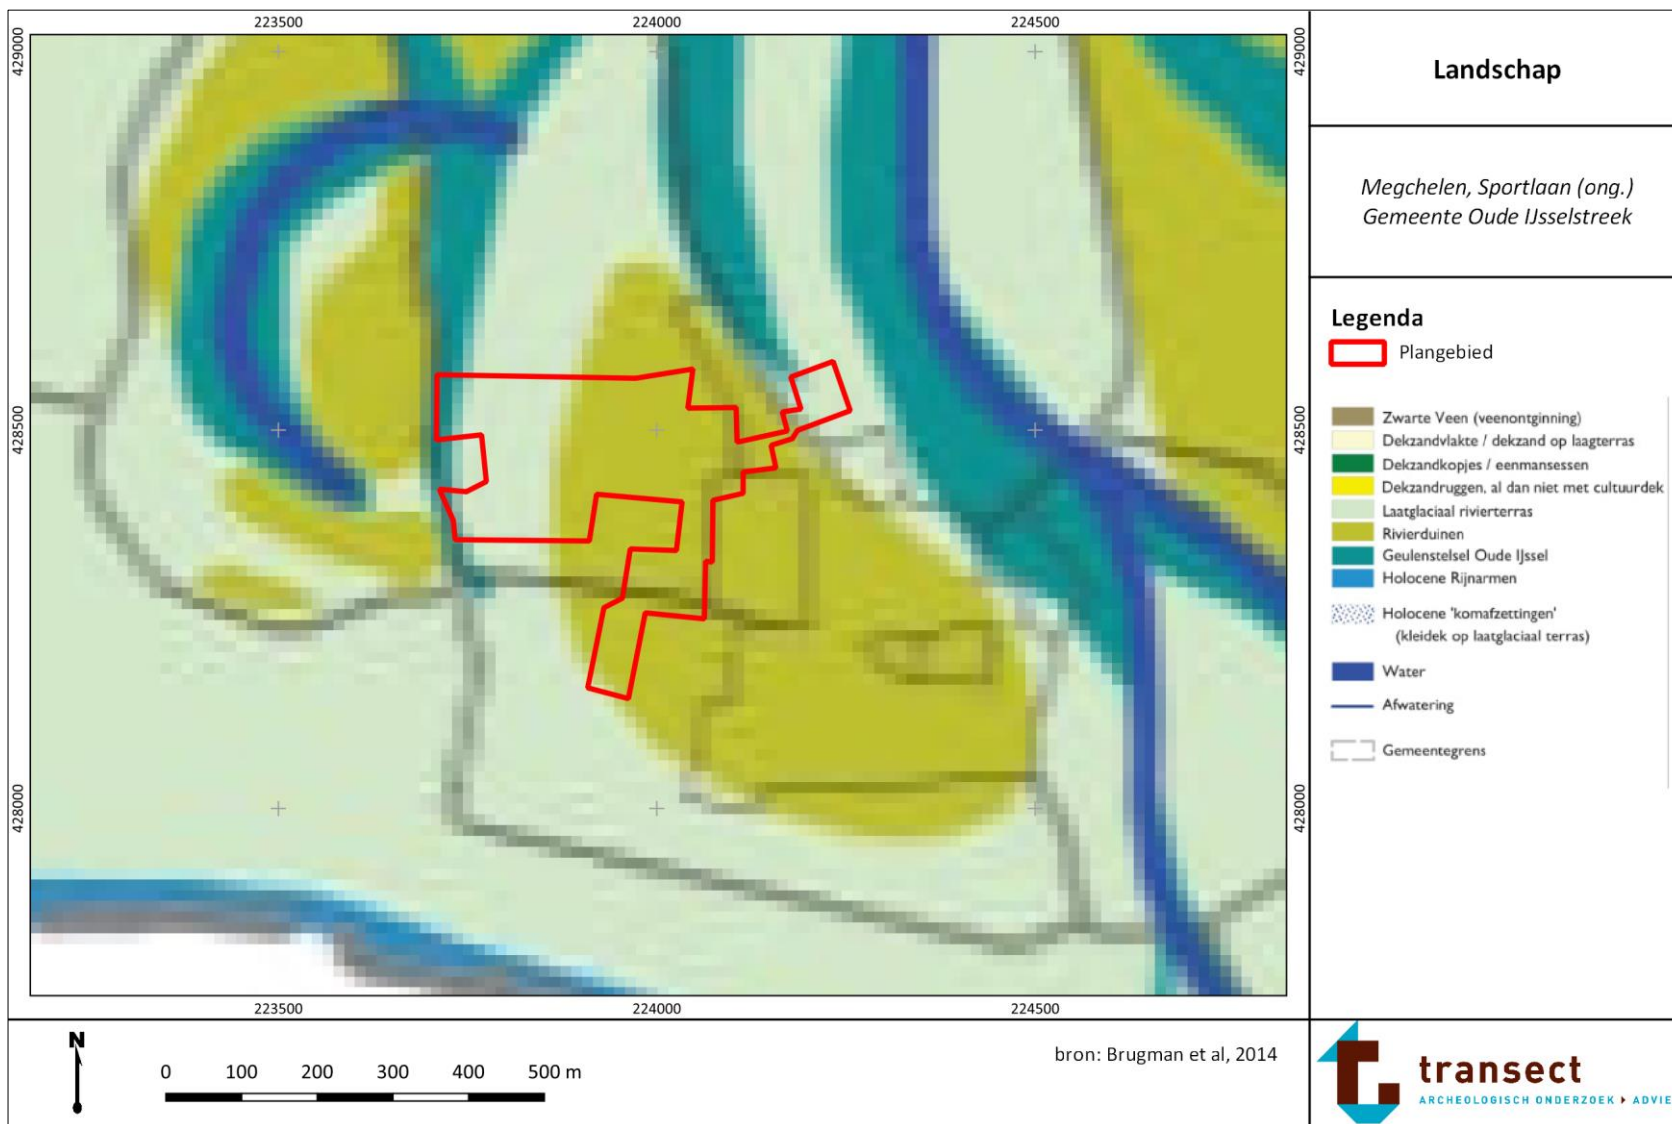 223500 224000 224500
429000
429000
428500
428500
428000
428000
223500 224000 224500
Landschap
Megchelen, Sportlaan (ong.)
Gemeente Oude IJsselstreek
Legenda
Plangebied
Zwarte Veen (veenontginning)
Dekzandvlakte / dekzand op laagterras
Dekzandkopjes / eenmansessen
Dekzandruggen, al dan niet met cultuurdek
Laatglaciaal rivierterras
Rivierduinen
Geulenstelsel Oude IJssel
Holocene Rijnarmen
Holocene 'komafzettingen'
(kleidek op laatglaciaal terras)
Water
Afwatering
Gemeentegrens
N
0 100 200 300 400 500 m
bron: Brugman et al, 2014
transect
ARCHEOLOGISCH ONDERZOEK ▸ ADVIE